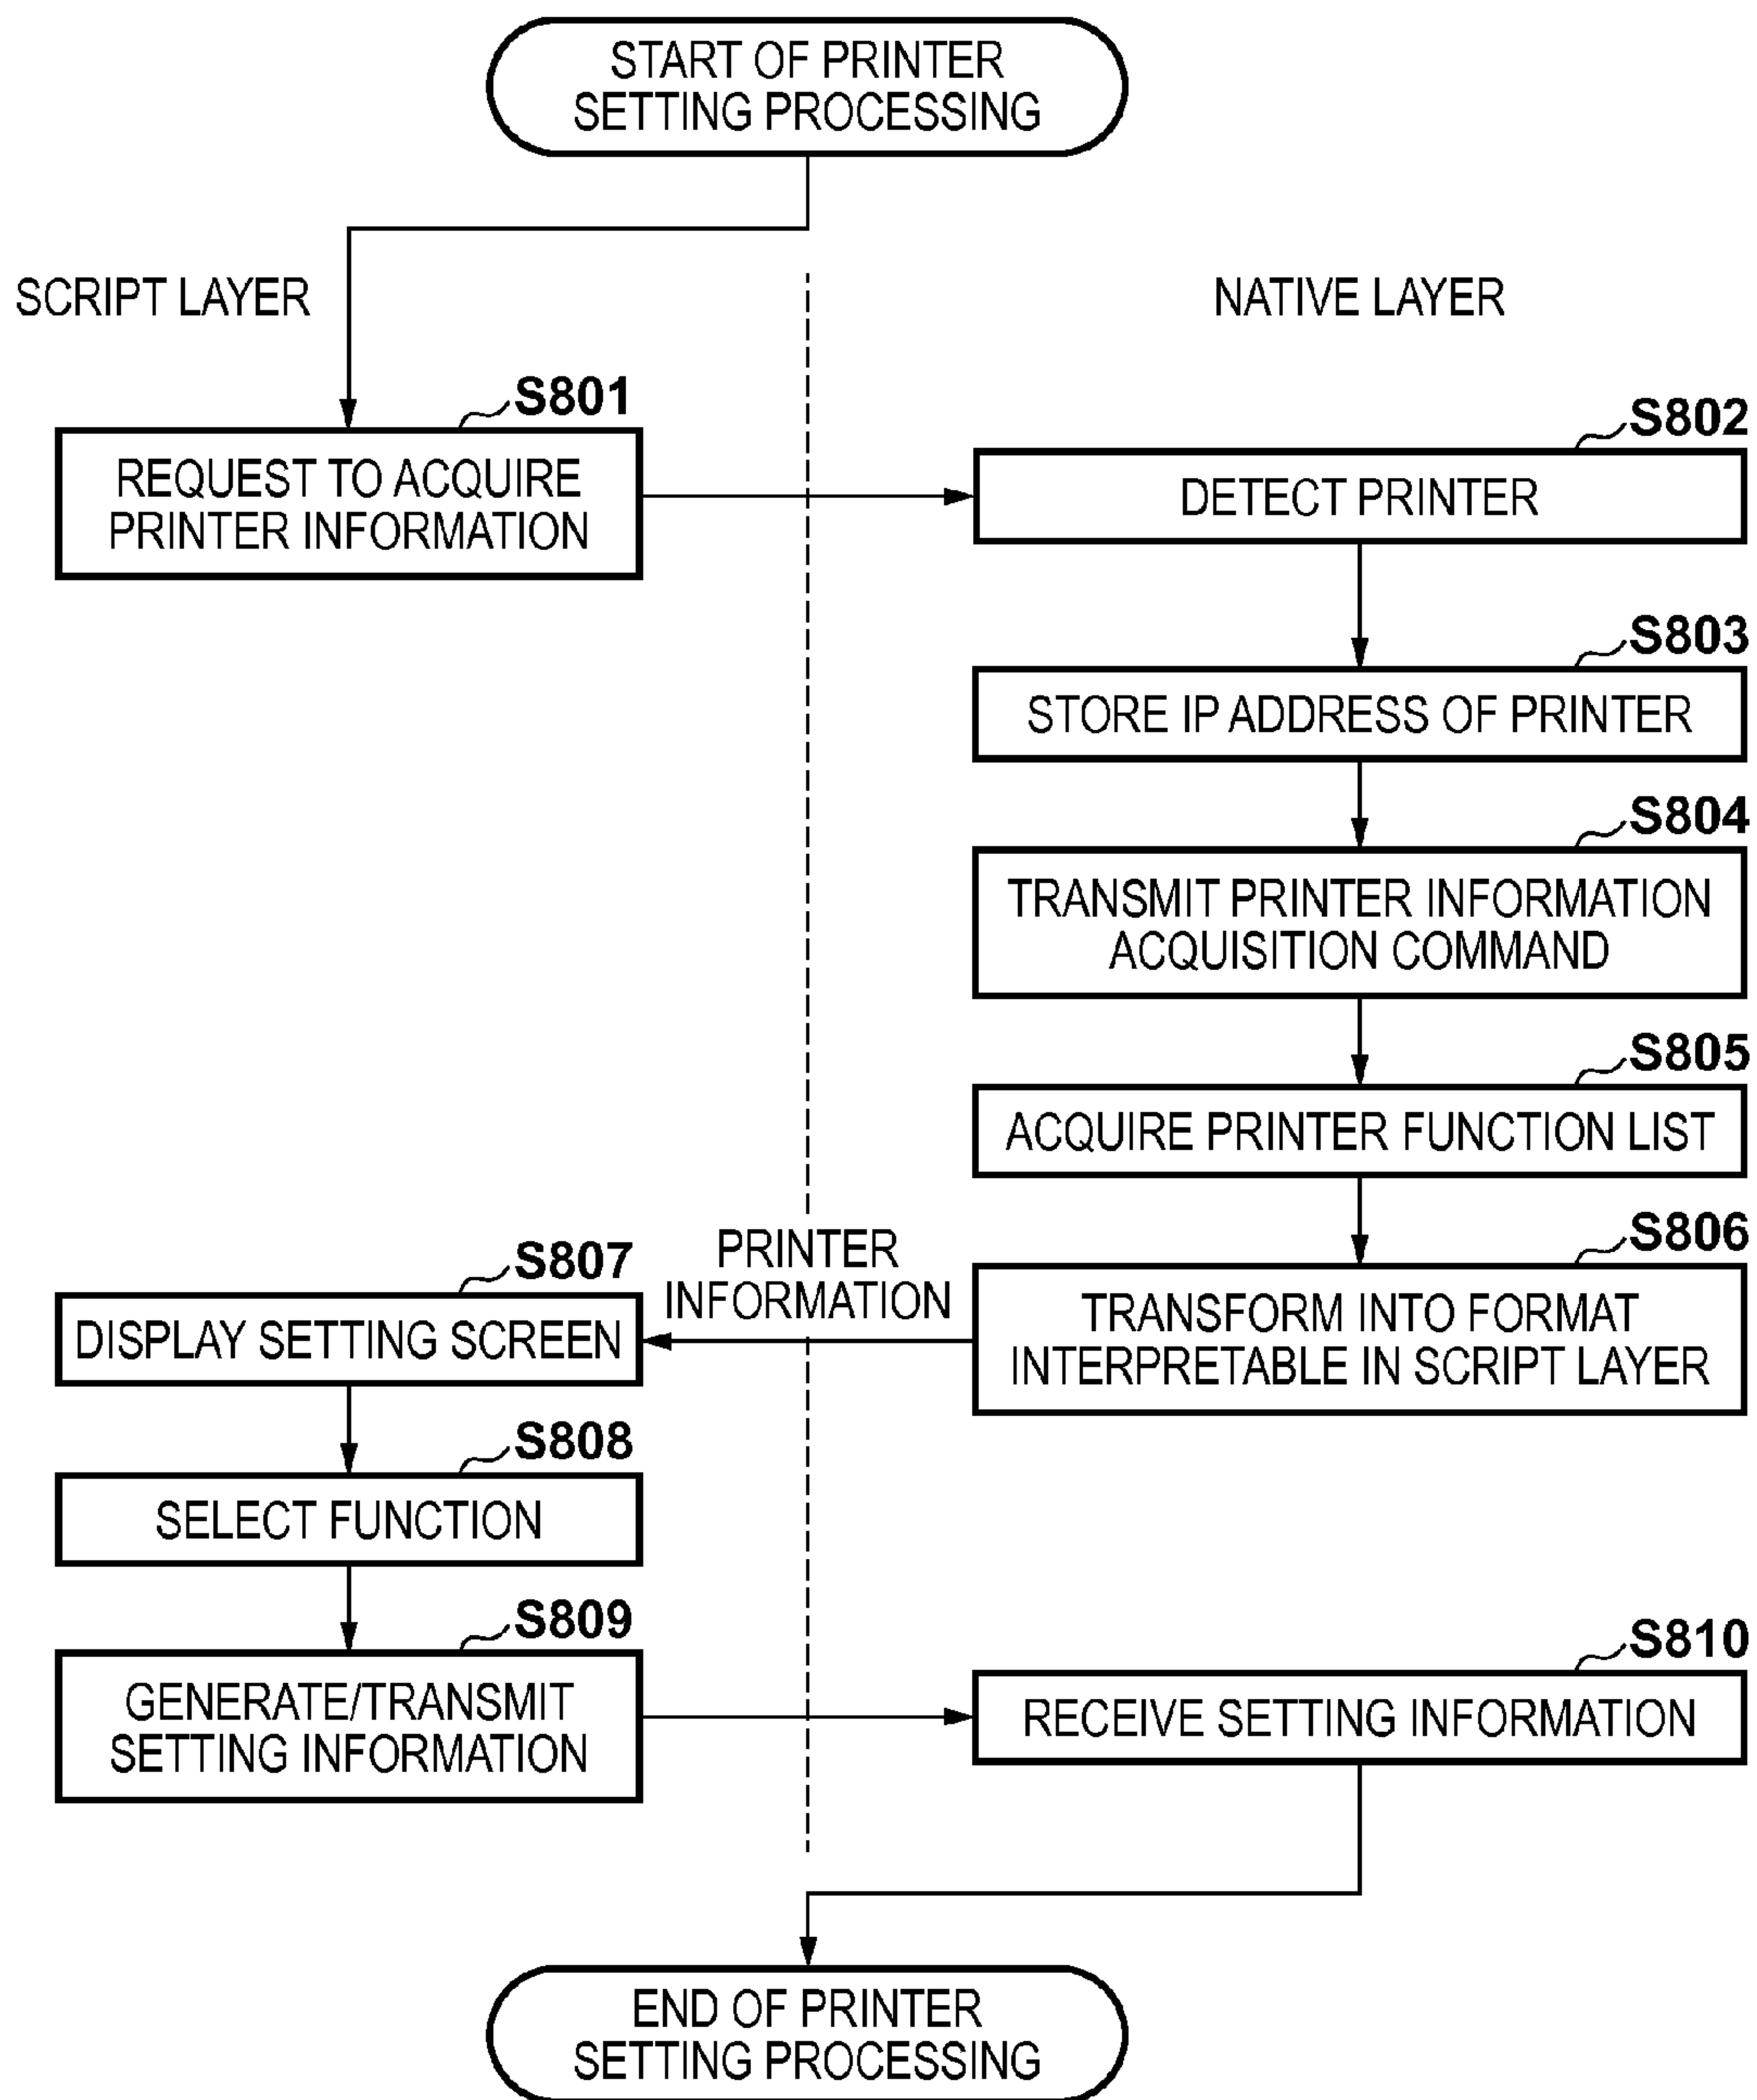 START OF PRINTER
SETTING PROCESSING
SCRIPT LAYER
NATIVE LAYER
S801
REQUEST TO ACQUIRE
PRINTER INFORMATION
S802
DETECT PRINTER
S803
STORE IP ADDRESS OF PRINTER
S804
TRANSMIT PRINTER INFORMATION
ACQUISITION COMMAND
S805
ACQUIRE PRINTER FUNCTION LIST
S806
TRANSFORM INTO FORMAT
INTERPRETABLE IN SCRIPT LAYER
PRINTER
INFORMATION
S807
DISPLAY SETTING SCREEN
S808
SELECT FUNCTION
S809
GENERATE/TRANSMIT
SETTING INFORMATION
S810
RECEIVE SETTING INFORMATION
END OF PRINTER
SETTING PROCESSING